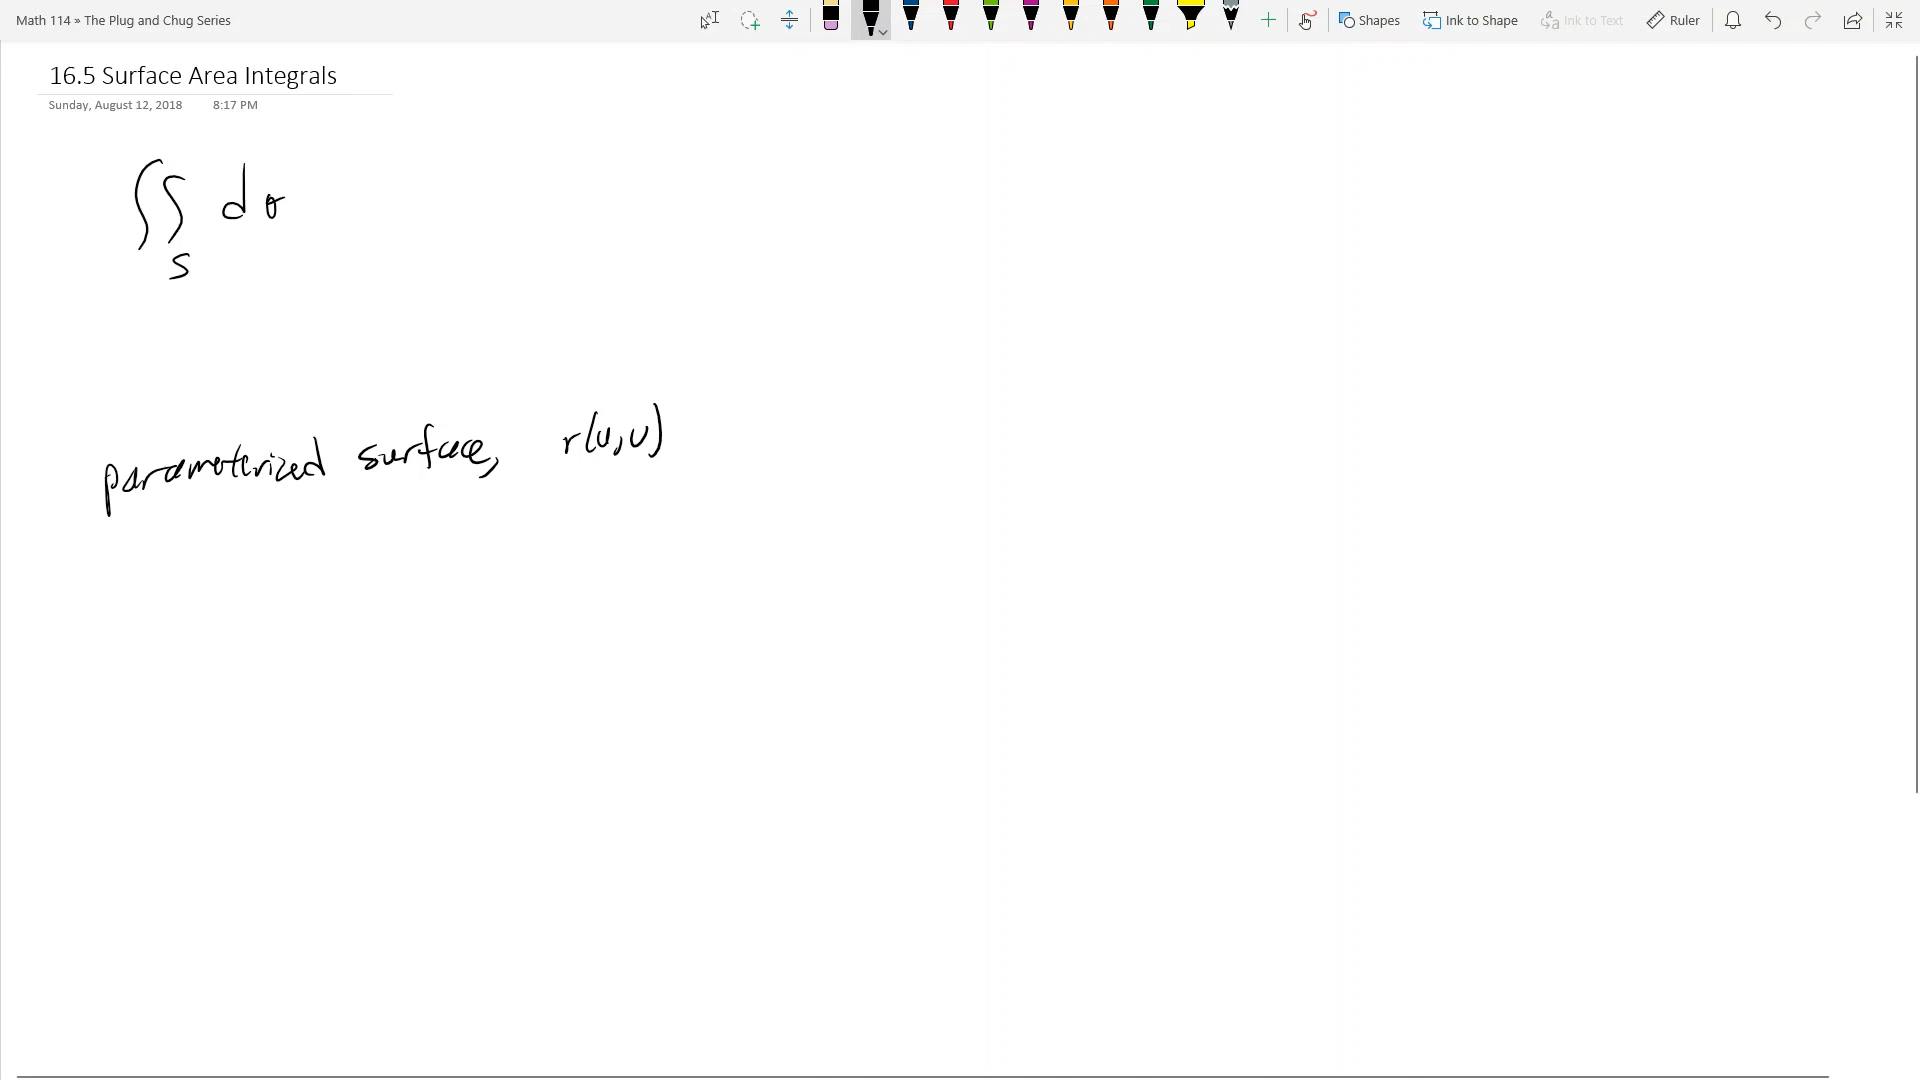 Math 114 » The Plug and Chug Series
Shapes
Ink to Shape
Ink to Text
Ruler
16.5 Surface Area Integrals
Sunday, August 12, 2018 8:17 PM
∬ dσ
S
parameterized surface, r(u,v)